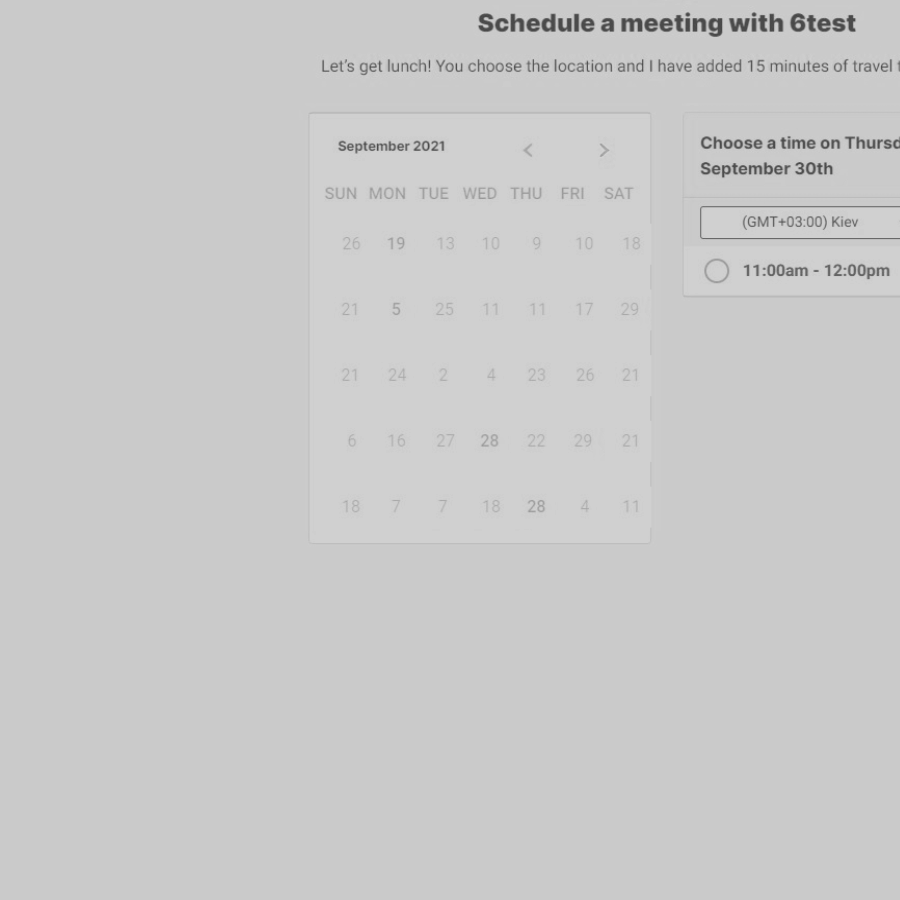 Schedule a meeting with 6test
Let's get lunch! You choose the location and I have added 15 minutes of travel
September 2021
SUN MON TUE WED THU FRI SAT
26 19 13 10 9 10 18
21 5 25 11 11 17 29
21 24 2 4 23 26 21
6 16 27 28 22 29 21
18 7 7 18 28 4 11
Choose a time on Thursd
September 30th
(GMT+03:00) Kiev
11:00am - 12:00pm